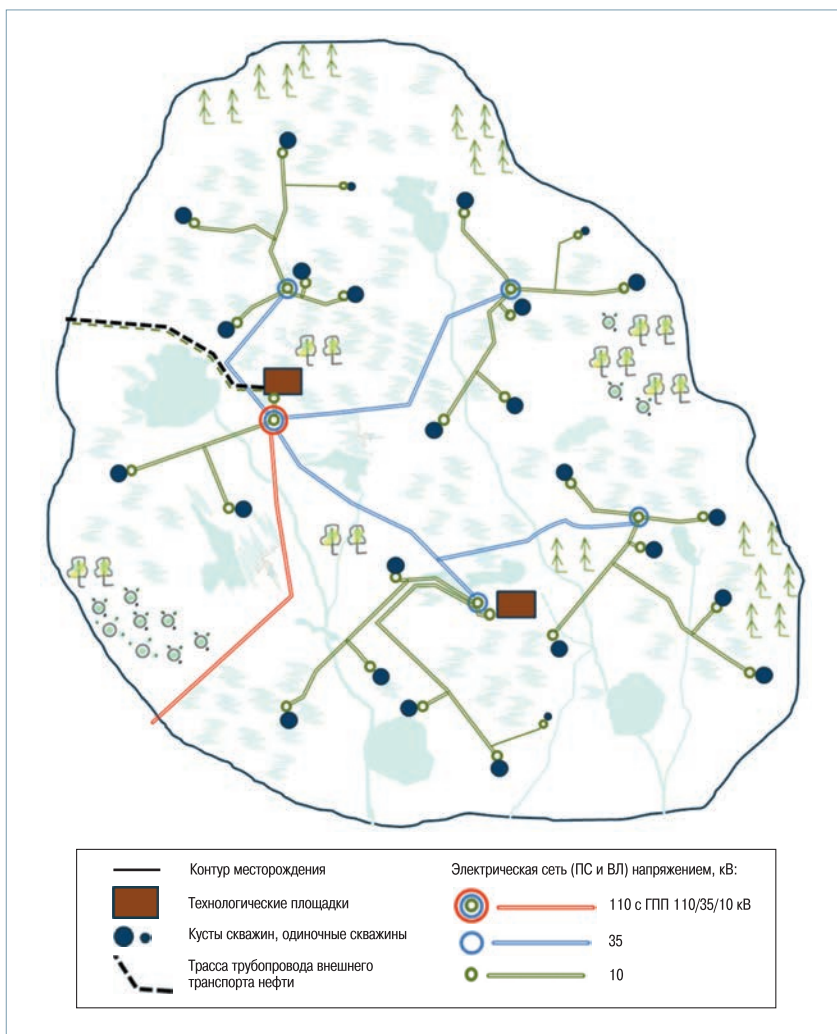 Контур месторождения
Технологические площадки
Кусты скважин, одиночные скважины
Трасса трубопровода внешнего
транспорта нефти
Электрическая сеть (ПС и ВЛ) напряжением, кВ:
110 с ГПП 110/35/10 кВ
35
10